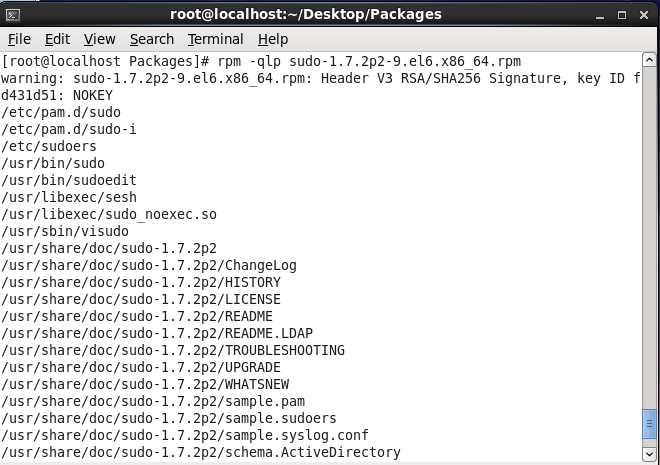 root@localhost:~/Desktop/Packages
File Edit View Search Terminal Help
[root@localhost Packages]# rpm -qlp sudo-1.7.2p2-9.el6.x86_64.rpm
warning: sudo-1.7.2p2-9.el6.x86_64.rpm: Header V3 RSA/SHA256 Signature, key ID f
d431d51: NOKEY
/etc/pam.d/sudo
/etc/pam.d/sudo-i
/etc/sudoers
/usr/bin/sudo
/usr/bin/sudoedit
/usr/libexec/sesh
/usr/libexec/sudo_noexec.so
/usr/sbin/visudo
/usr/share/doc/sudo-1.7.2p2
/usr/share/doc/sudo-1.7.2p2/ChangeLog
/usr/share/doc/sudo-1.7.2p2/HISTORY
/usr/share/doc/sudo-1.7.2p2/LICENSE
/usr/share/doc/sudo-1.7.2p2/README
/usr/share/doc/sudo-1.7.2p2/README.LDAP
/usr/share/doc/sudo-1.7.2p2/TROUBLESHOOTING
/usr/share/doc/sudo-1.7.2p2/UPGRADE
/usr/share/doc/sudo-1.7.2p2/WHATSNEW
/usr/share/doc/sudo-1.7.2p2/sample.pam
/usr/share/doc/sudo-1.7.2p2/sample.sudoers
/usr/share/doc/sudo-1.7.2p2/sample.syslog.conf
/usr/share/doc/sudo-1.7.2p2/schema.ActiveDirectory